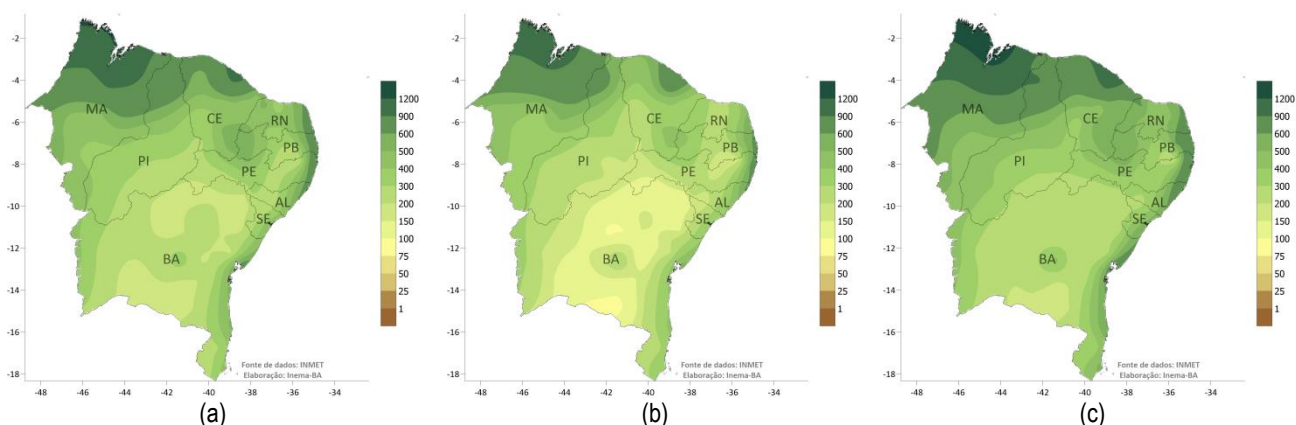 -2
-4
-6
-8
-10
-12
-14
-16
-18
-48 -46 -44 -42 -40 -38 -36 -34
MA
PI
CE
RN
PB
PE
AL
SE
BA
1200
900
600
500
400
300
200
150
100
75
50
25
1
Fonte de dados: INMET
Elaboração: Inema-BA
(a)
-2
-4
-6
-8
-10
-12
-14
-16
-18
-48 -46 -44 -42 -40 -38 -36 -34
MA
PI
CE
RN
PB
PE
AL
SE
BA
1200
900
600
500
400
300
200
150
100
75
50
25
1
Fonte de dados: INMET
Elaboração: Inema-BA
(b)
-2
-4
-6
-8
-10
-12
-14
-16
-18
-48 -46 -44 -42 -40 -38 -36 -34
MA
PI
CE
RN
PB
PE
AL
SE
BA
1200
900
600
500
400
300
200
150
100
75
50
25
1
Fonte de dados: INMET
Elaboração: Inema-BA
(c)